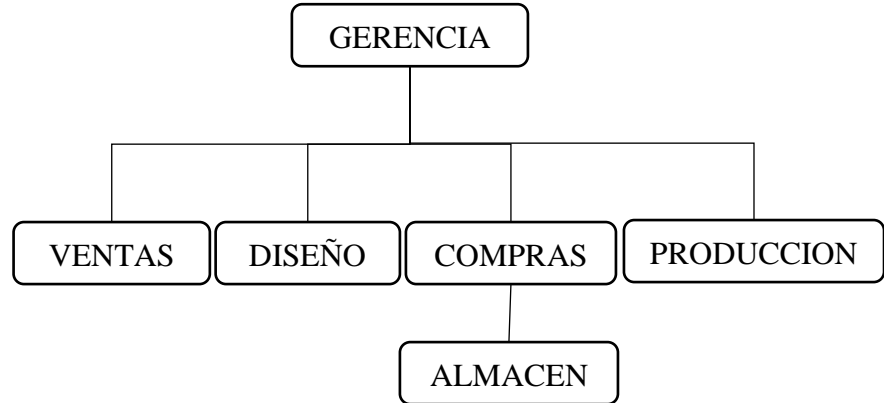 GERENCIA
VENTAS
DISEÑO
COMPRAS
PRODUCCION
ALMACEN